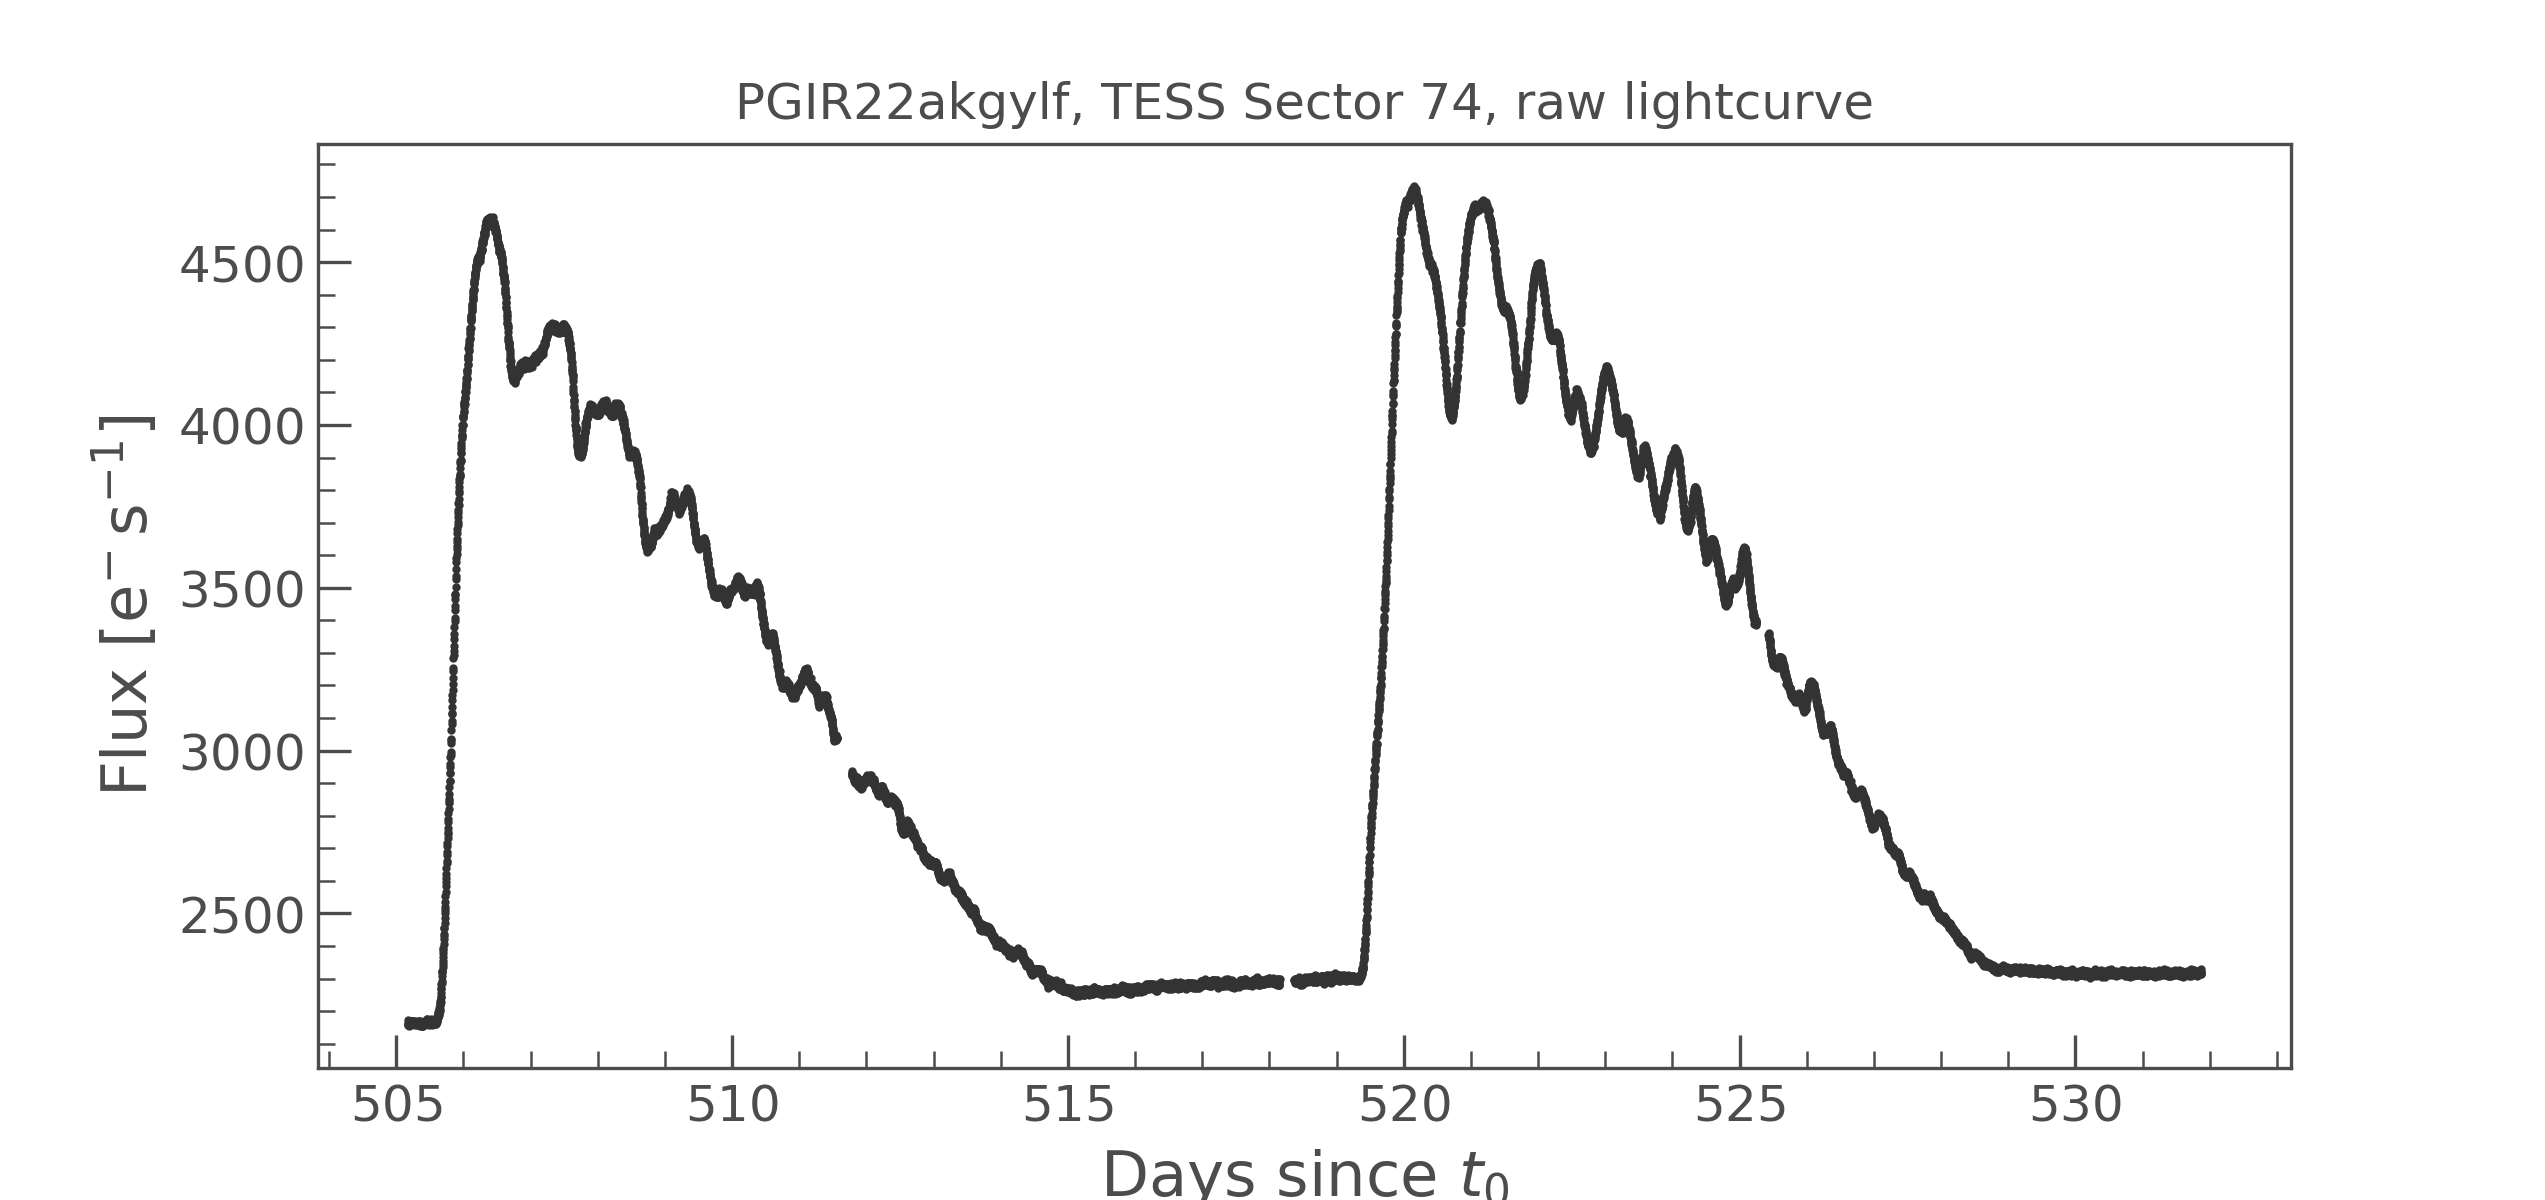 PGIR22akgylf, TESS Sector 74, raw lightcurve
Flux [e⁻ s⁻¹]
4500
4000
3500
3000
2500
505 510 515 520 525 530
Days since t₀